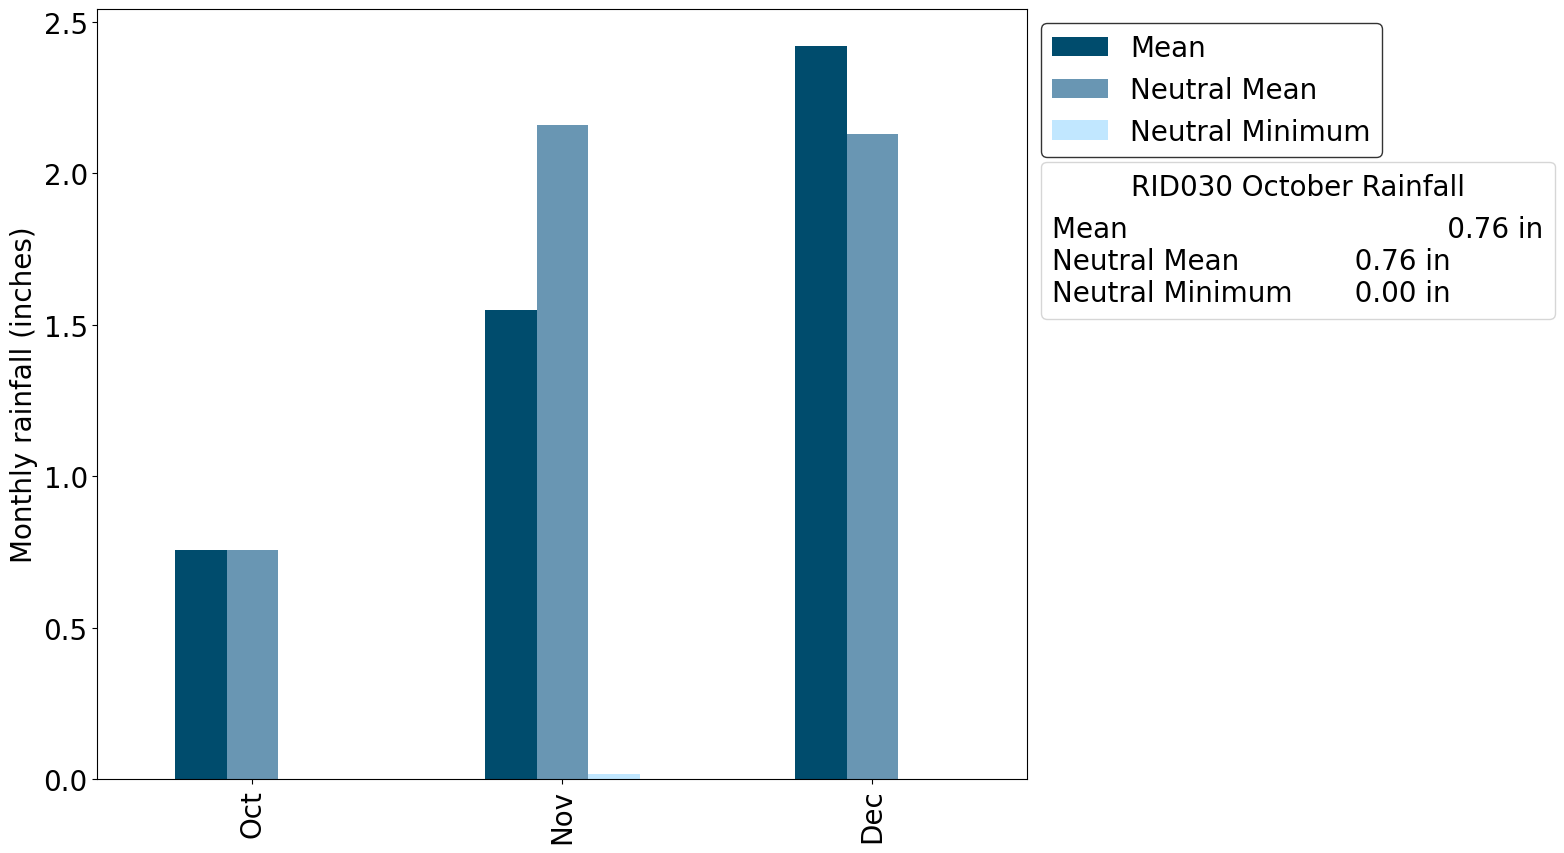 2.5
2.0
1.5
1.0
0.5
0.0
Monthly rainfall (inches)
Oct
Nov
Dec
Mean
Neutral Mean
Neutral Minimum
RID030 October Rainfall
Mean 0.76 in
Neutral Mean 0.76 in
Neutral Minimum 0.00 in